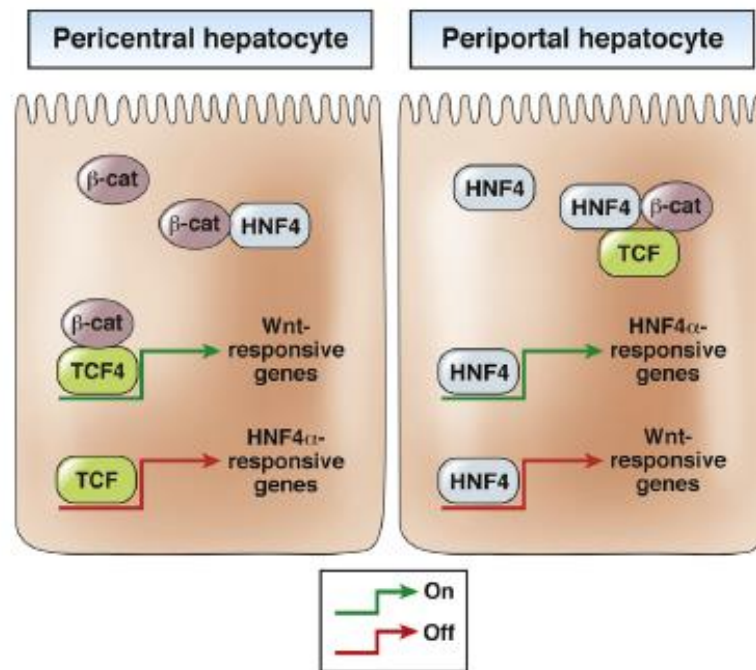 Pericentral hepatocyte
Periportal hepatocyte
β-cat
β-cat HNF4
β-cat
TCF4
Wnt-
responsive
genes
TCF
HNF4α-
responsive
genes
HNF4
HNF4 β-cat
TCF
HNF4
HNF4α-
responsive
genes
HNF4
Wnt-
responsive
genes
On
Off